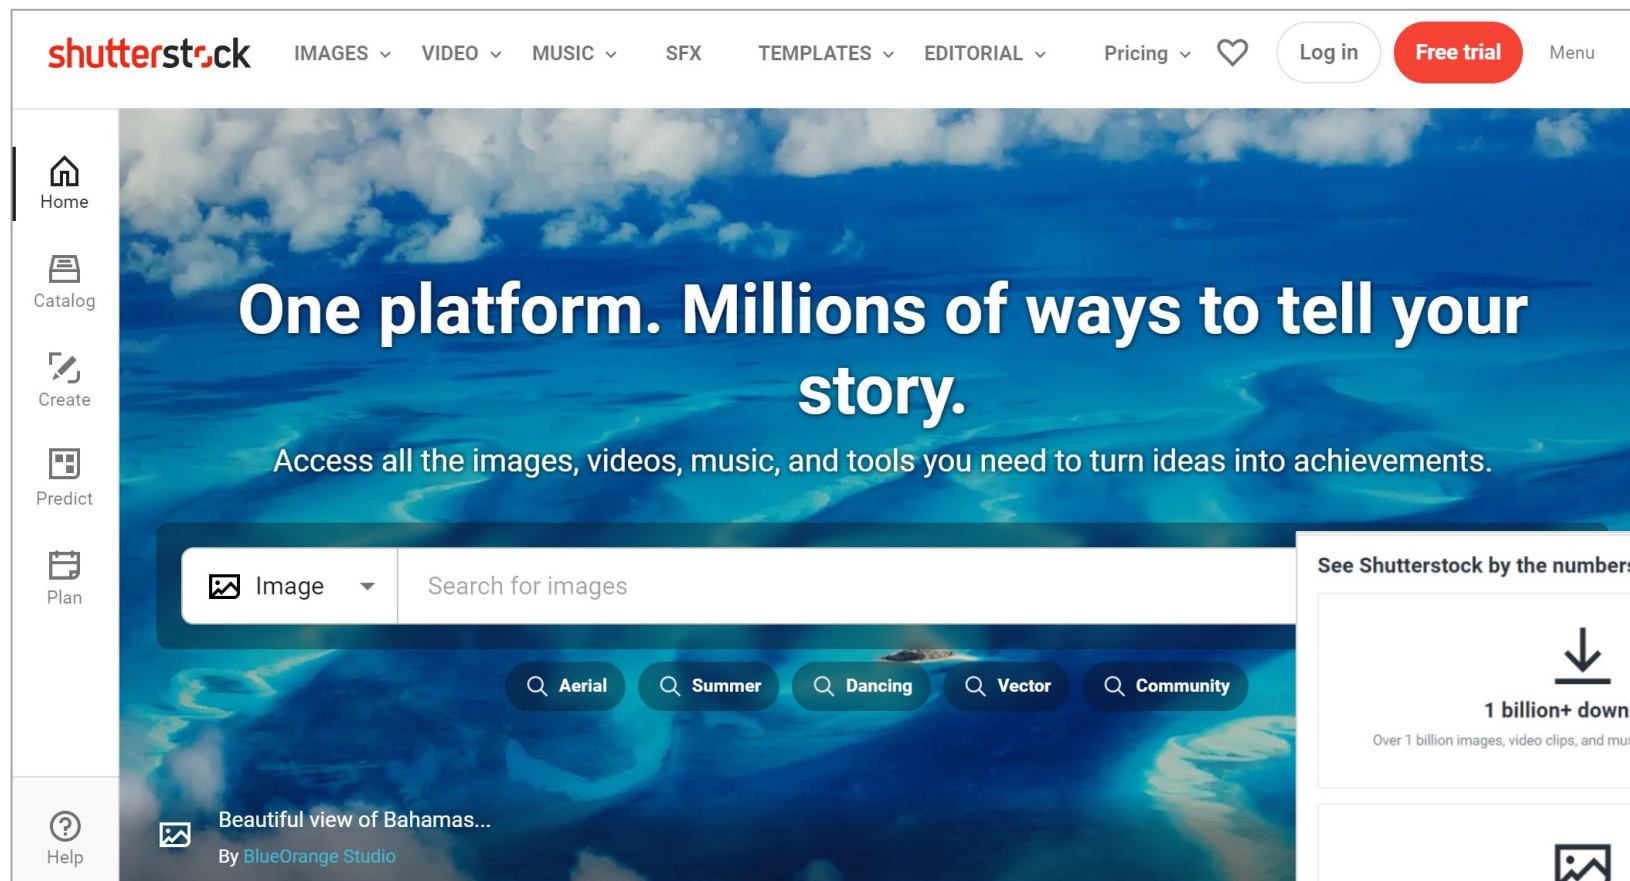 shutterstock
IMAGES
VIDEO
MUSIC
SFX
TEMPLATES
EDITORIAL
Pricing
Log in
Free trial
Menu
Home
Catalog
Create
Predict
Plan
Help
One platform. Millions of ways to tell your
story.
Access all the images, videos, music, and tools you need to turn ideas into achievements.
Image
Search for images
Aerial
Summer
Dancing
Vector
Community
Beautiful view of Bahamas...
By BlueOrange Studio
See Shutterstock by the numbers
1 billion+ down
Over 1 billion images, video clips, and mus